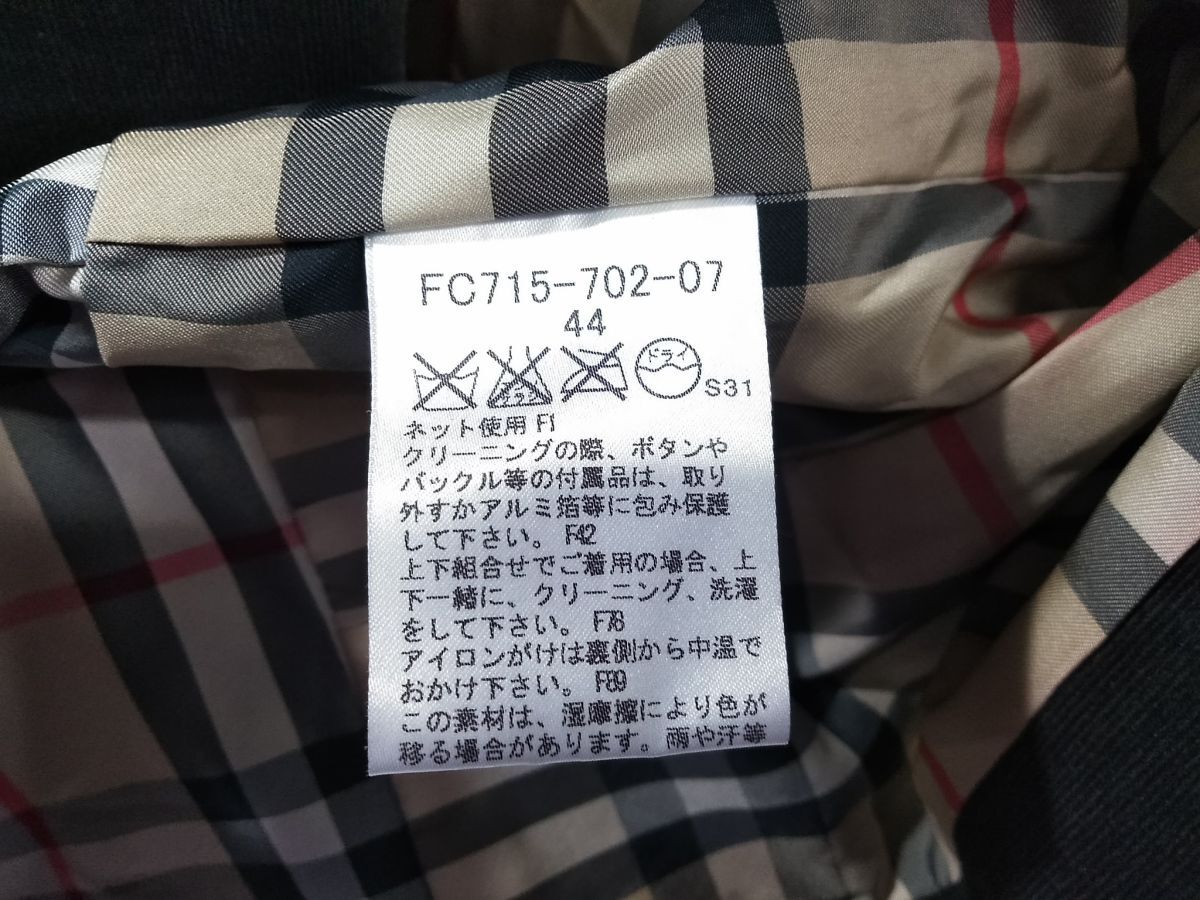 FC715-702-07
44
エンソ
ドライ
S31
ネット使用 F1
クリーニングの際、ボタンや
バックル等の付属品は、取り
外すかアルミ箔等に包み保護
して下さい。 F42
上下組合せでご着用の場合、上
下一緒に、クリーニング、洗濯
をして下さい。 F76
アイロンがけは裏側から中温で
おかけ下さい。 F89
この素材は、湿摩擦により色が
移る場合があります。雨や汗等